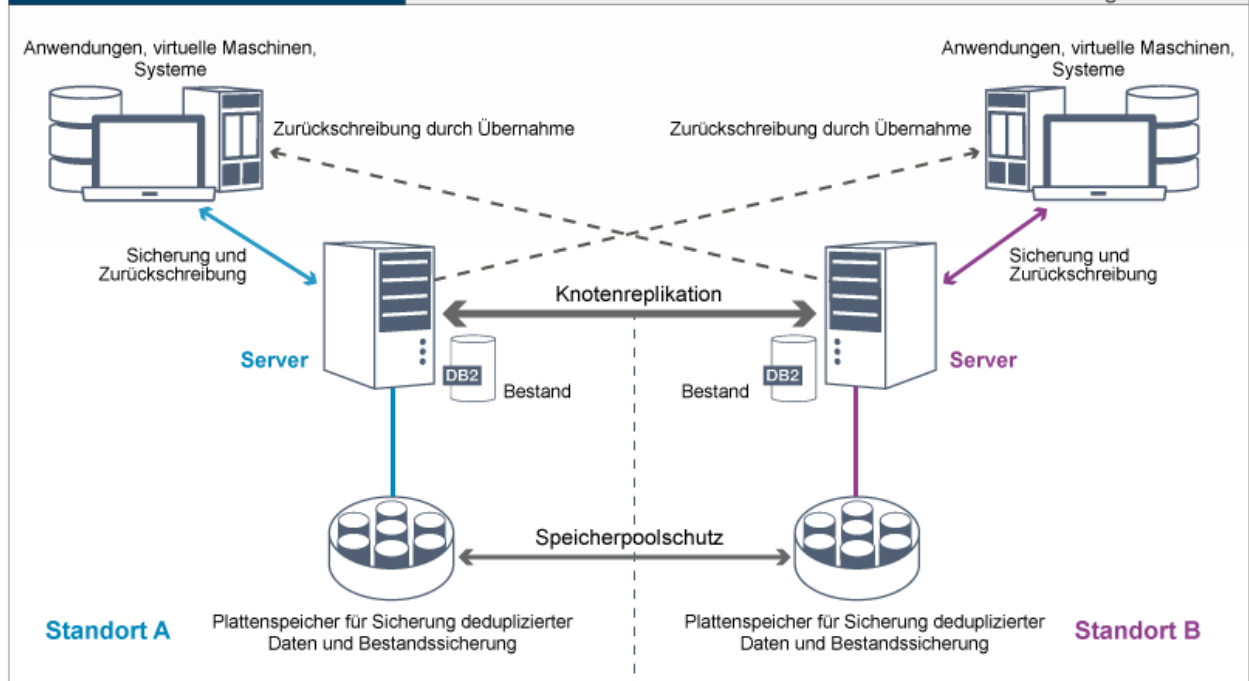 Anwendungen, virtuelle Maschinen,
Systeme
Anwendungen, virtuelle Maschinen,
Systeme
Zurückschreibung durch Übernahme
Zurückschreibung durch Übernahme
Sicherung und
Zurückschreibung
Sicherung und
Zurückschreibung
Knotenreplikation
Server
Server
DB2
Bestand
Bestand
DB2
Speicherpoolschutz
Plattenspeicher für Sicherung deduplizierter
Daten und Bestandssicherung
Plattenspeicher für Sicherung deduplizierter
Daten und Bestandssicherung
Standort A
Standort B